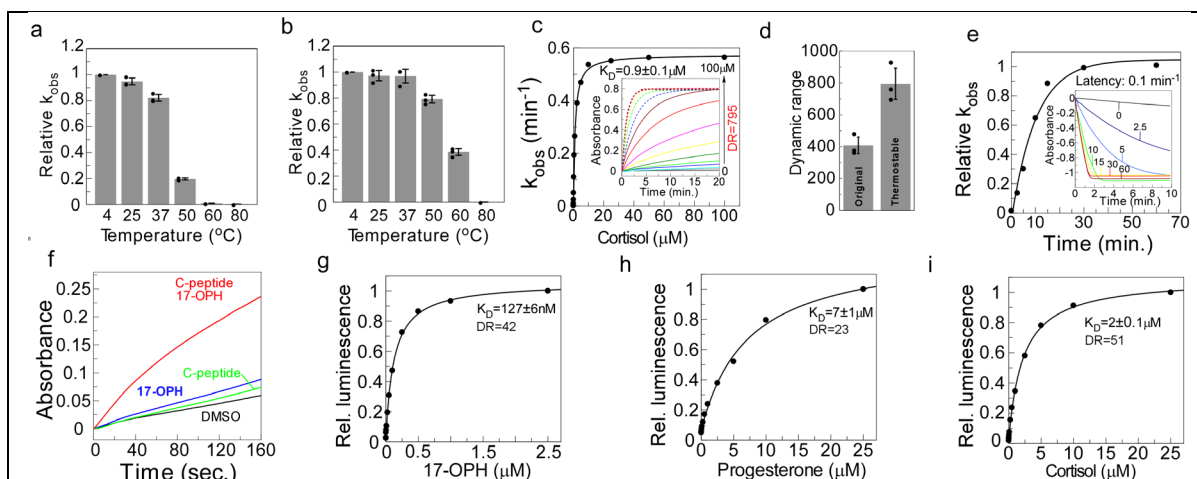 a
Relative kobs
1.2
1
0.8
0.6
0.4
0.2
0
4 25 37 50 60 80
Temperature (°C)
b
Relative kobs
1.2
1
0.8
0.6
0.4
0.2
0
4 25 37 50 60 80
Temperature (°C)
c
kobs (min-1)
0.6
0.4
0.2
0
0 20 40 60 80 100
Cortisol (μM)
KD=0.9±0.1μM
100μM
DR=795
Absorbance
0.8
0.6
0.4
0.2
0
0 5 10 15 20
Time (min.)
d
Dynamic range
1000
800
600
400
200
0
Original
Thermostable
e
Relative kobs
1
0.8
0.6
0.4
0.2
0
0 10 30 50 70
Time (min.)
Latency: 0.1 min-1
Absorbance
0
-0.2
-0.4
-0.6
-0.8
-1
0
2.5
10 5
15 30 60
0 2 4 6 8 10
Time (min.)
f
Absorbance
0.25
0.2
0.15
0.1
0.05
0
C-peptide
17-OPH
17-OPH
C-peptide
DMSO
0 40 80 120 160
Time (sec.)
g
Rel. luminescence
1
0.8
0.6
0.4
0.2
0
KD=127±6nM
DR=42
0 0.5 1.0 1.5 2.0 2.5
17-OPH (μM)
h
Rel. luminescence
1
0.8
0.6
0.4
0.2
0
KD=7±1μM
DR=23
0 5 10 15 20 25
Progesterone (μM)
i
Rel. luminescence
1
0.8
0.6
0.4
0.2
0
KD=2±0.1μM
DR=51
0 5 10 15 20 25
Cortisol (μM)